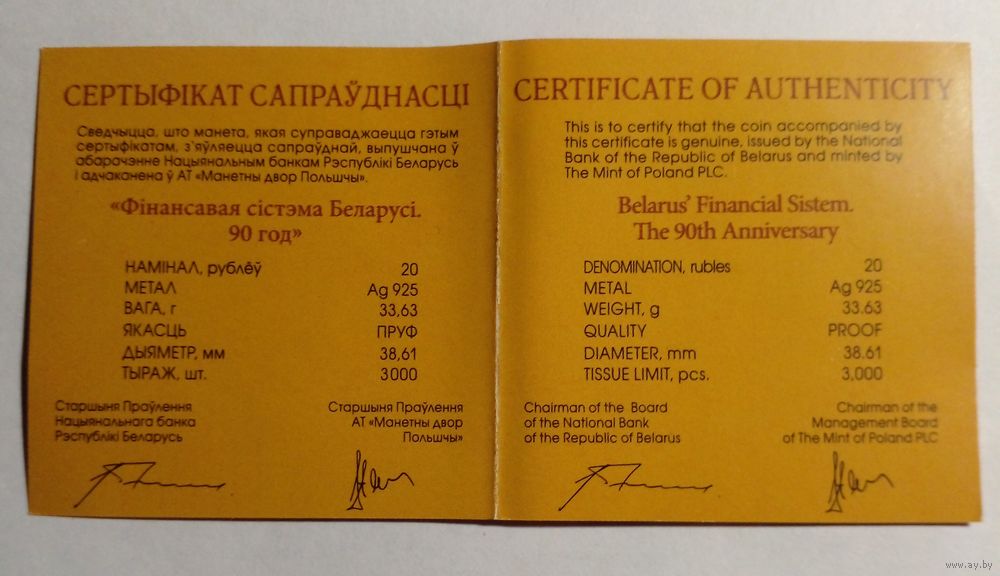 СЕРТЫФІКАТ САПРАЎДНАСЦІ
Сведчыцца, што манета, якая суправаджаецца гэтым
сертыфікатам, з'яўляецца сапраўднай, выпушчана ў
абарачэнне Нацыянальным банкам Рэспублікі Беларусь
і адчаканена ў АТ «Манетны двор Польшчы».
«Фінансавая сістэма Беларусі.
90 год»
НАМІНАЛ, рублёў 20
МЕТАЛ Ag 925
ВАГА, г 33,63
ЯКАСЦЬ ПРУФ
ДЫЯМЕТР, мм 38,61
ТЫРАЖ, шт. 3000
Старшыня Праўлення
Нацыянальнага банка
Рэспублікі Беларусь
Старшыня Праўлення
АТ «Манетны двор
Польшчы»
CERTIFICATE OF AUTHENTICITY
This is to certify that the coin accompanied by
this certificate is genuine, issued by the National
Bank of the Republic of Belarus and minted by
The Mint of Poland PLC.
Belarus' Financial Sistem.
The 90th Anniversary
DENOMINATION, rubles 20
METAL Ag 925
WEIGHT, g 33.63
QUALITY PROOF
DIAMETER, mm 38.61
TISSUE LIMIT, pcs. 3,000
Chairman of the Board
of the National Bank
of the Republic of Belarus
Chairman of the
Management Board
of The Mint of Poland PLC
www.ay.by